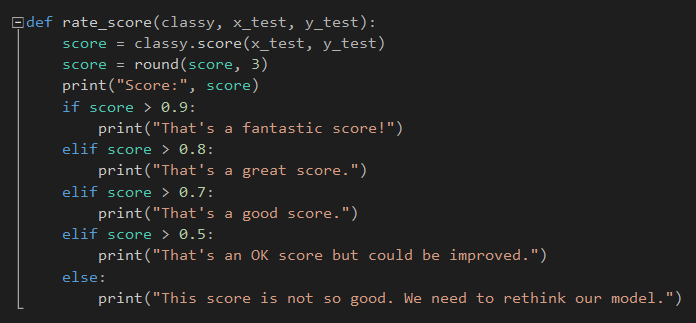 def rate_score(classy, x_test, y_test):
    score = classy.score(x_test, y_test)
    score = round(score, 3)
    print("Score:", score)
    if score > 0.9:
        print("That's a fantastic score!")
    elif score > 0.8:
        print("That's a great score.")
    elif score > 0.7:
        print("That's a good score.")
    elif score > 0.5:
        print("That's an OK score but could be improved.")
    else:
        print("This score is not so good. We need to rethink our model.")